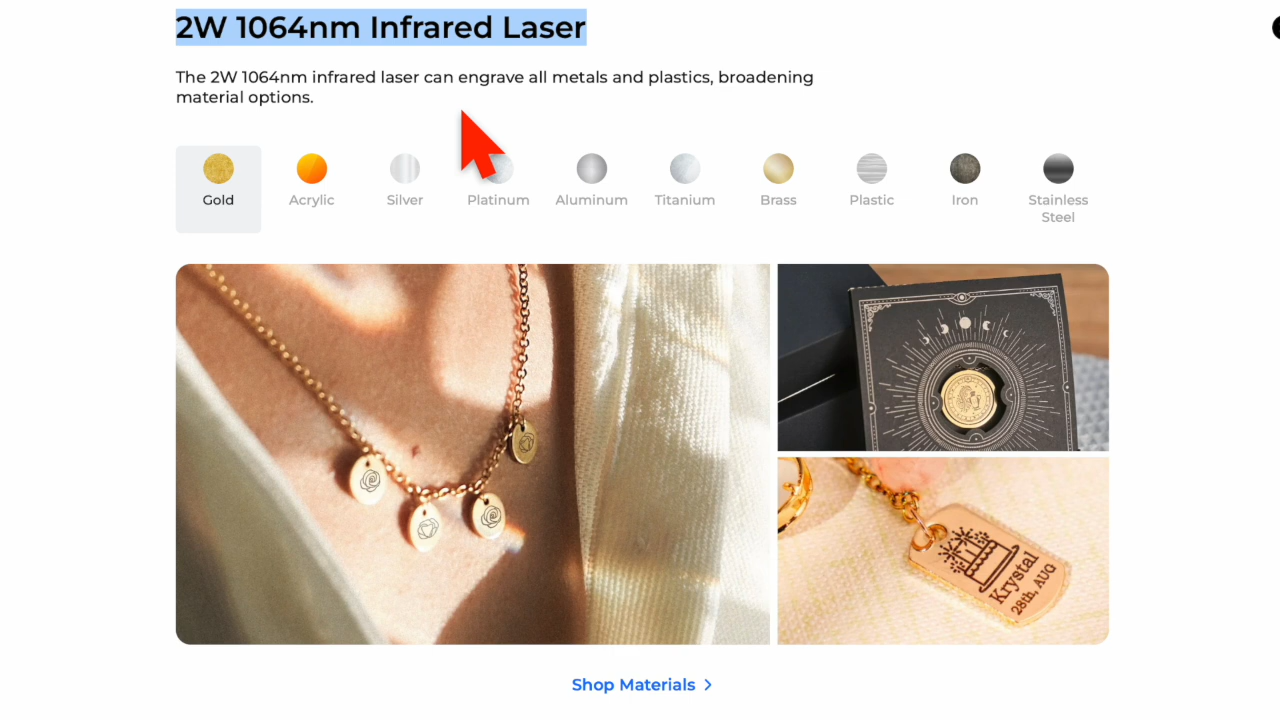 2W 1064nm Infrared Laser
The 2W 1064nm infrared laser can engrave all metals and plastics, broadening
material options.
Gold
Acrylic
Silver
Platinum
Aluminum
Titanium
Brass
Plastic
Iron
Stainless
Steel
Krystal
28th, AUG
Shop Materials